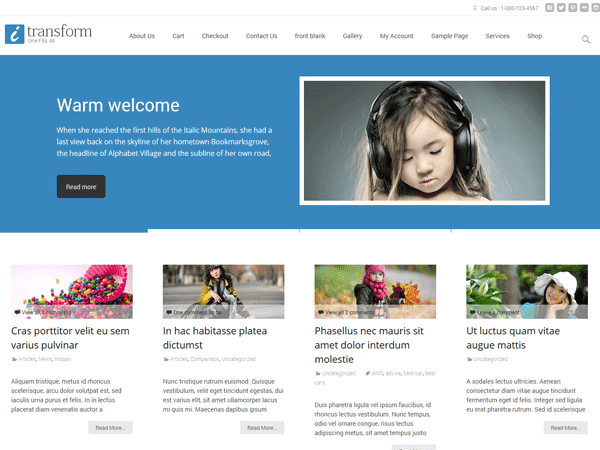 Call us : 1-000-123-4567
i transform
One Fits All
About Us Cart Checkout Contact Us front blank Gallery My Account Sample Page Services Shop
Warm welcome
When she reached the first hills of the Italic Mountains, she had a
last view back on the skyline of her hometown Bookmarksgrove,
the headline of Alphabet Village and the subline of her own road,
Read more
View all 3 comments
Cras porttitor velit eu sem
varius pulvinar
Articles, News, Nissan
Aliquam tristique, metus id rhoncus
scelerisque, arcu dolor volutpat est, sed
iaculis urna purus et felis. In in lectus
placerat diam venenatis auctor a
Read More...
One comment so far
In hac habitasse platea
dictumst
Articles, Comparison, Uncategorized
Nunc tristique rutrum euismod. Quisque
vestibulum, velit eget tincidunt egestas, dui
est varius elit, sit amet ullamcorper lacus
mi quis mi. Maecenas dapibus ipsum
Read More...
View all 2 comments
Phasellus nec mauris sit
amet dolor interdum
molestie
Uncategorized 4WD, advice, best cat, best
cars
Duis pharetra ligula vel ipsum faucibus, id
rhoncus lectus vestibulum. Nunc tempus,
odio vel ornare congue, risus nisl rhoncus
adipiscing metus, sit amet tempus justo
Read More...
Leave a comment
Ut luctus quam vitae
augue mattis
Uncategorized
A sodales lectus ultricies. Aenean
consectetur diam vitae augue tincidunt
fermentum eget id felis. Integer sed ligula
eu erat pharetra rutrum. Sed id scelerisque
Read More...